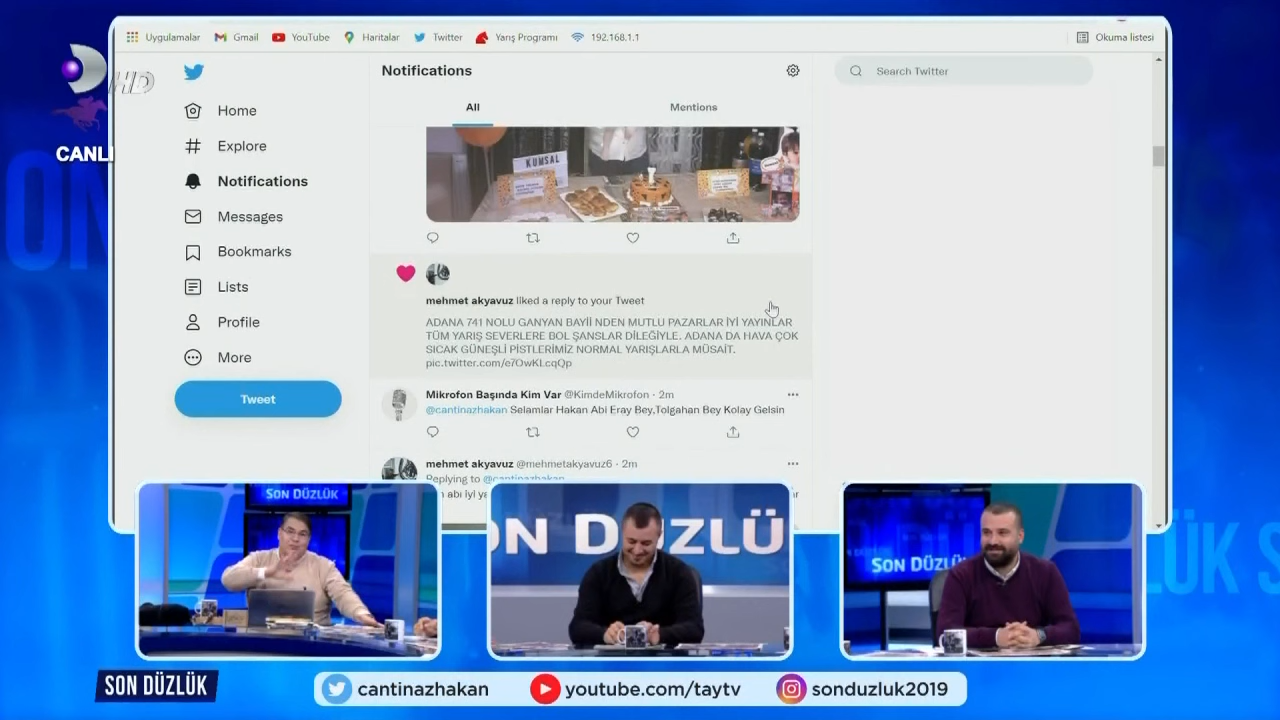 Uygulamalar Gmail YouTube Haritalar Twitter Yarış Programı 192.168.1.1 Okuma listesi
HD
CANLI
Notifications
Search Twitter
All Mentions
Home
Explore
Notifications
Messages
Bookmarks
Lists
Profile
More
Tweet
KUMSAL
mehmet akyavuz liked a reply to your Tweet
ADANA 741 NOLU GANYAN BAYİİ NDEN MUTLU PAZARLAR İYİ YAYINLAR
TÜM YARIŞ SEVERLERE BOL ŞANSLAR DİLEĞİYLE. ADANA DA HAVA ÇOK
SICAK GÜNEŞLİ PİSTLERİMİZ NORMAL YARIŞLARLA MÜSAİT.
pic.twitter.com/e7OwKLcqQp
Mikrofon Başında Kim Var @KimdeMikrofon · 2m
@cantinazhakan Selamlar Hakan Abi Eray Bey,Tolgahan Bey Kolay Gelsin
mehmet akyavuz @mehmetakyavuz6 · 2m
Replying to @cantinazhakan
SON DÜZLÜK
ON DÜZLÜ
SON DÜZLÜ
SON DÜZLÜK
cantinazhakan
youtube.com/taytv
sonduzluk2019